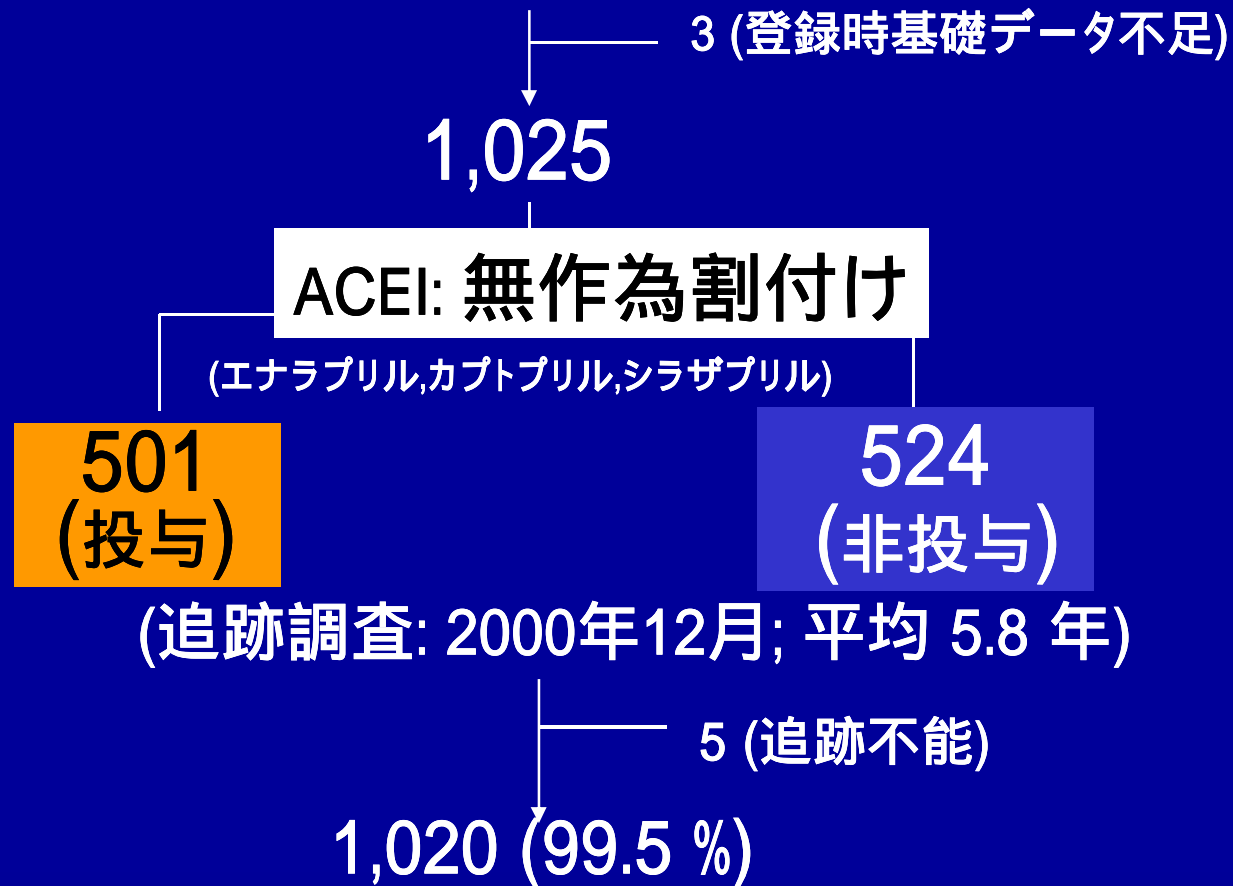 3 (登録時基礎データ不足)
1,025
ACEI: 無作為割付け
(エナラプリル,カプトプリル,シラザプリル)
501
(投与)
524
(非投与)
(追跡調査: 2000年12月; 平均 5.8 年)
5 (追跡不能)
1,020 (99.5 %)